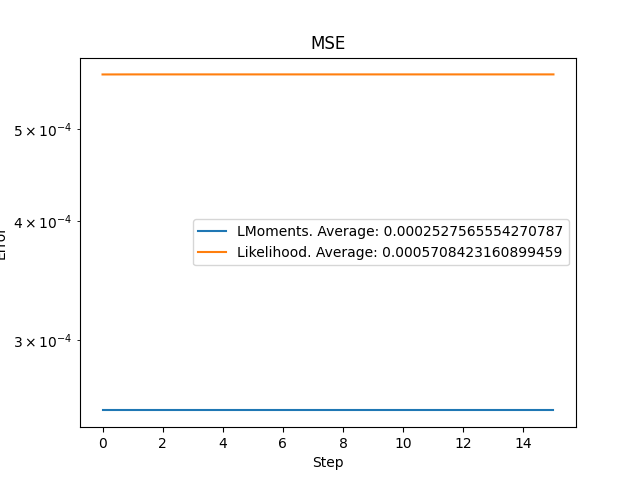 MSE
5 × 10⁻⁴
4 × 10⁻⁴
3 × 10⁻⁴
Error
LMoments. Average: 0.0002527565554270787
Likelihood. Average: 0.0005708423160899459
0 2 4 6 8 10 12 14
Step